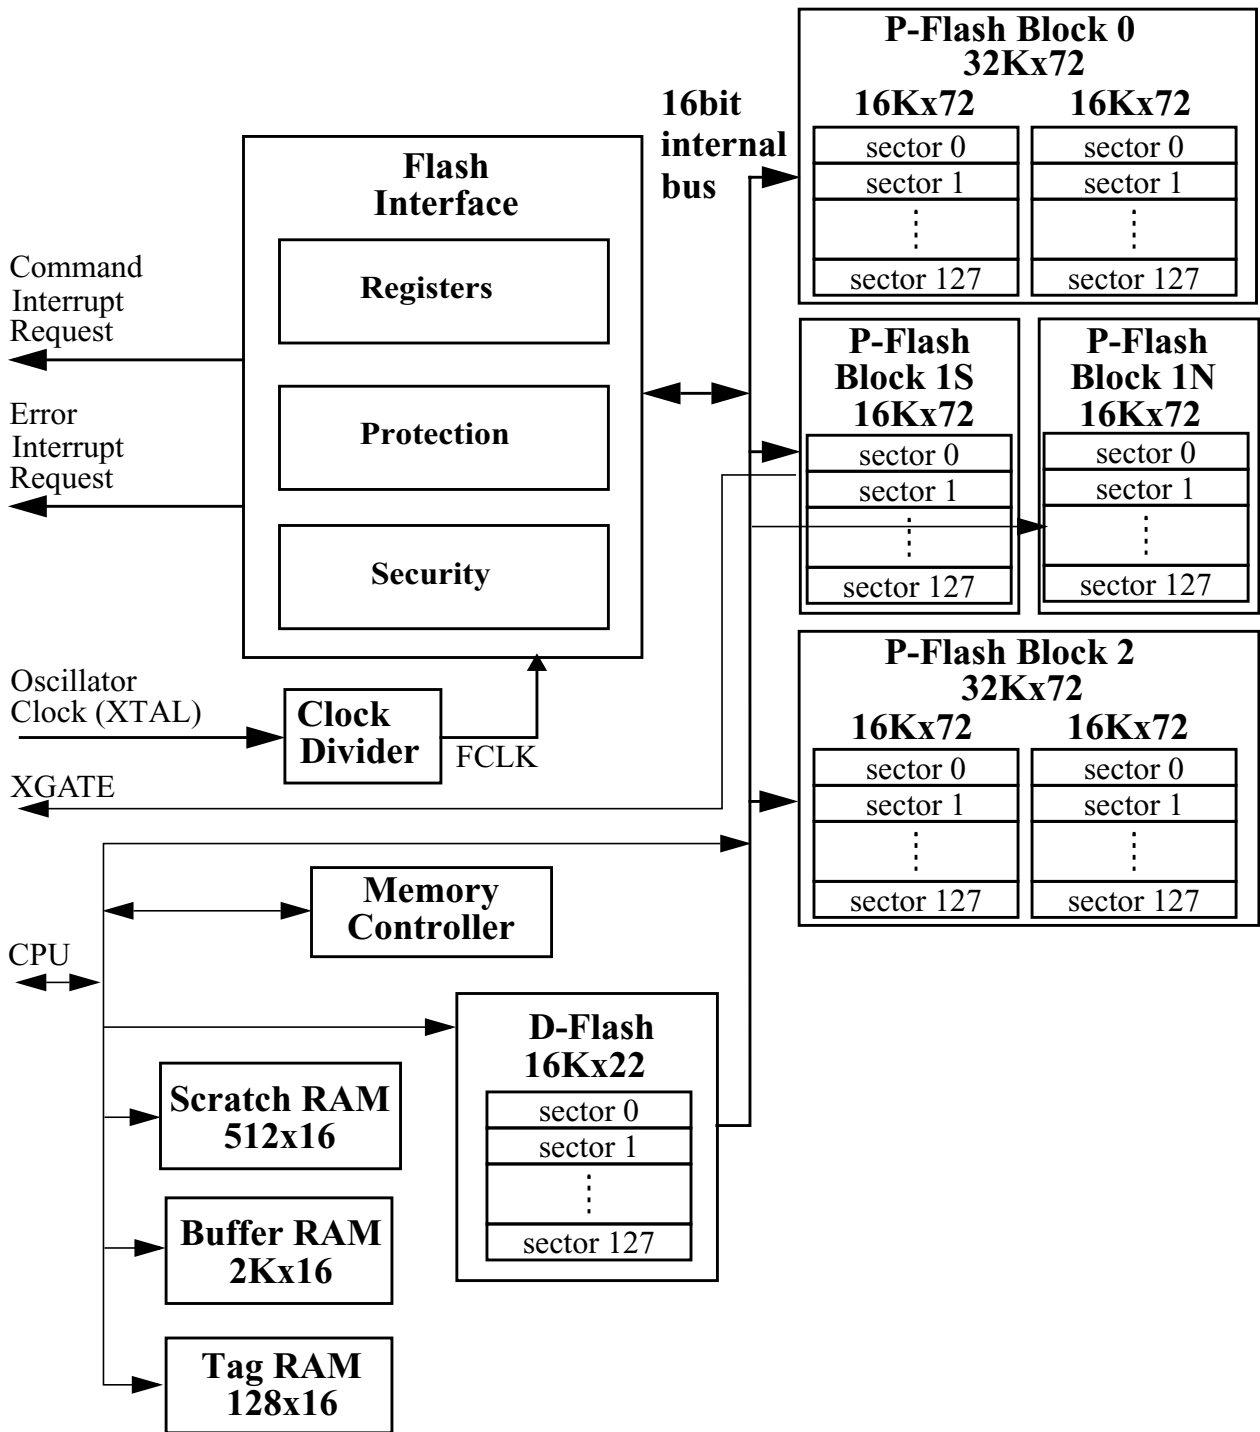 P-Flash Block 0
32Kx72
16Kx72
16Kx72
sector 0
sector 1
sector 127
sector 0
sector 1
sector 127
16bit
internal
bus
Flash
Interface
Registers
Protection
Security
Command
Interrupt
Request
Error
Interrupt
Request
P-Flash
Block 1S
16Kx72
sector 0
sector 1
sector 127
P-Flash
Block 1N
16Kx72
sector 0
sector 1
sector 127
Oscillator
Clock (XTAL)
Clock
Divider
FCLK
XGATE
P-Flash Block 2
32Kx72
16Kx72
16Kx72
sector 0
sector 1
sector 127
sector 0
sector 1
sector 127
Memory
Controller
CPU
D-Flash
16Kx22
sector 0
sector 1
sector 127
Scratch RAM
512x16
Buffer RAM
2Kx16
Tag RAM
128x16